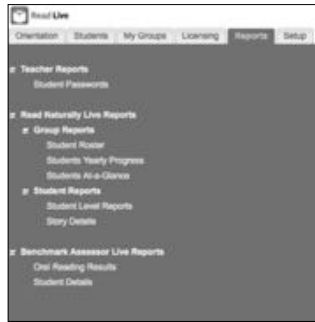 Read Live
Orientation Students My Groups Licensing Reports Setup
Teacher Reports
Student Passwords
Read Naturally Live Reports
Group Reports
Student Roster
Students Yearly Progress
Students At-a-Glance
Student Reports
Student Level Reports
Story Details
Benchmark Assessor Live Reports
Oral Reading Results
Student Details